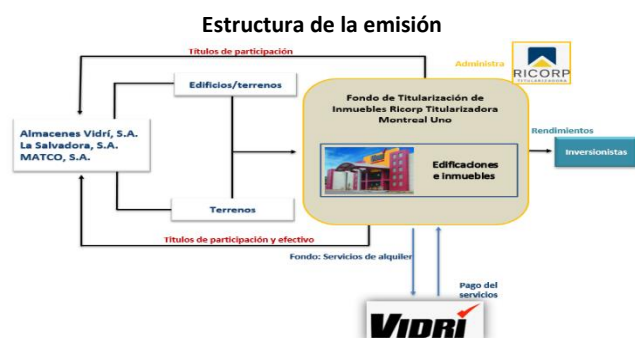 Estructura de la emisión
Títulos de participación
Administra
RICORP
TITULARIZADORA
Edificios/terrenos
Fondo de Titularización de
Inmuebles Ricorp Titularizadora
Montreal Uno
Almacenes Vidrí, S.A.
La Salvadora, S.A.
MATCO, S.A.
Edificaciones
e inmuebles
Rendimientos
Inversionistas
Terrenos
Títulos de participación y efectivo
Fondo: Servicios de alquiler
Pago del
servicios
VIDRÍ